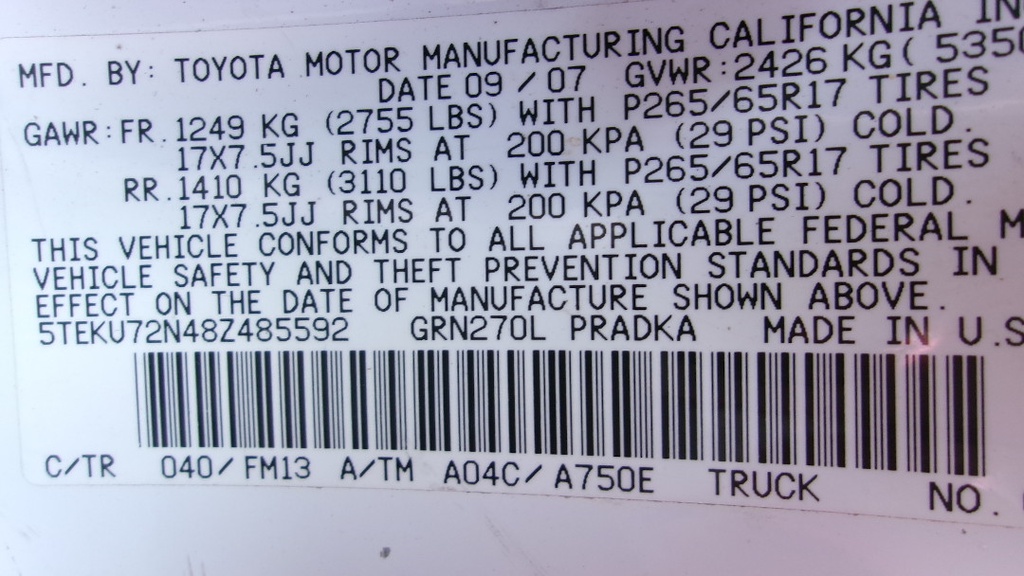 MFD. BY: TOYOTA MOTOR MANUFACTURING CALIFORNIA IN
DATE 09 / 07 GVWR:2426 KG ( 5350
GAWR:FR. 1249 KG (2755 LBS) WITH P265/65R17 TIRES
17X7.5JJ RIMS AT 200 KPA (29 PSI) COLD.
RR.1410 KG (3110 LBS) WITH P265/65R17 TIRES
17X7.5JJ RIMS AT 200 KPA (29 PSI) COLD.
THIS VEHICLE CONFORMS TO ALL APPLICABLE FEDERAL M
VEHICLE SAFETY AND THEFT PREVENTION STANDARDS IN
EFFECT ON THE DATE OF MANUFACTURE SHOWN ABOVE.
5TEKU72N48Z485592 GRN270L PRADKA MADE IN U.S
C/TR 040/FM13 A/TM A04C/A750E TRUCK NO.